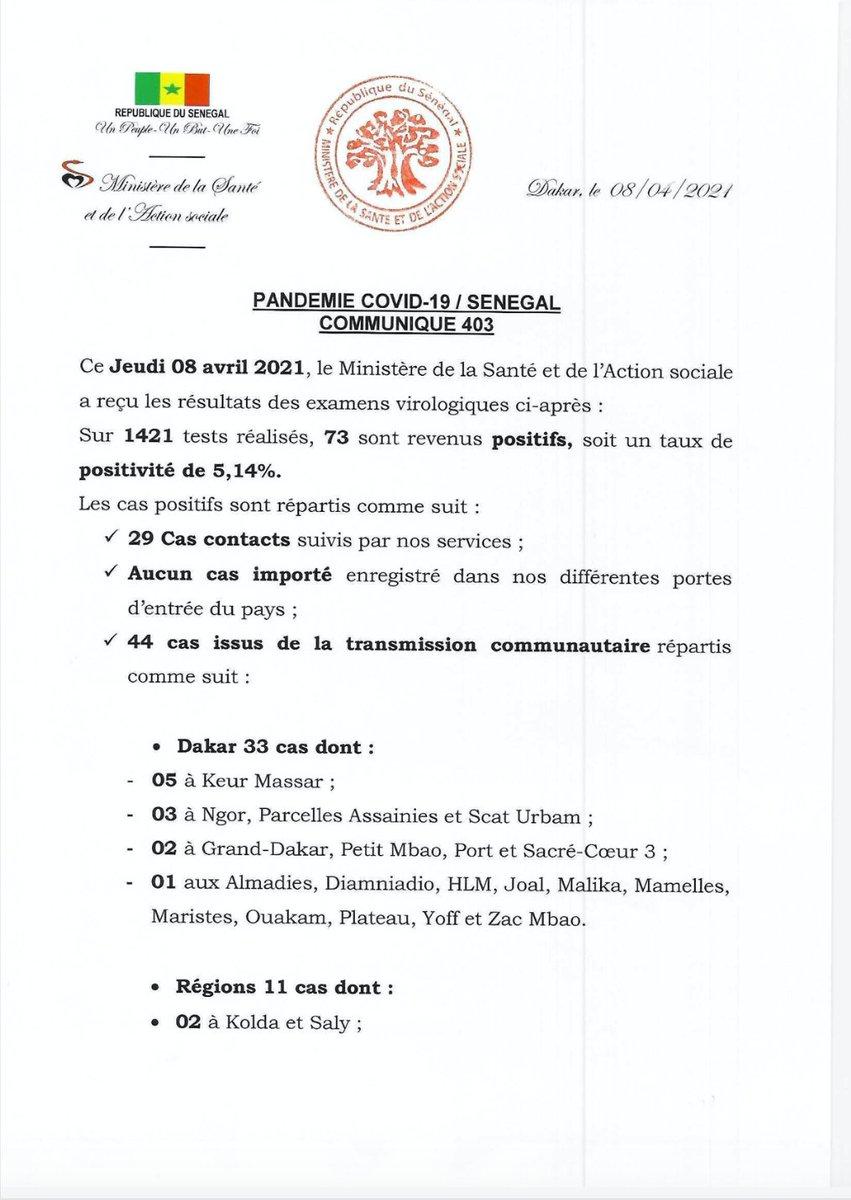 REPUBLIQUE DU SENEGAL
Un Peuple-Un But-Une Foi
Ministère de la Santé
et de l'Action sociale
République du Sénégal
MINISTÈRE DE LA SANTE ET DE L'ACTION SOCIALE
Dakar, le 08/04/2021
PANDEMIE COVID-19 / SENEGAL
COMMUNIQUE 403
Ce Jeudi 08 avril 2021, le Ministère de la Santé et de l'Action sociale
a reçu les résultats des examens virologiques ci-après :
Sur 1421 tests réalisés, 73 sont revenus positifs, soit un taux de
positivité de 5,14%.
Les cas positifs sont répartis comme suit :
✓ 29 Cas contacts suivis par nos services ;
✓ Aucun cas importé enregistré dans nos différentes portes
d'entrée du pays ;
✓ 44 cas issus de la transmission communautaire répartis
comme suit :
• Dakar 33 cas dont :
- 05 à Keur Massar ;
- 03 à Ngor, Parcelles Assainies et Scat Urbam ;
- 02 à Grand-Dakar, Petit Mbao, Port et Sacré-Cœur 3 ;
- 01 aux Almadies, Diamniadio, HLM, Joal, Malika, Mamelles,
Maristes, Ouakam, Plateau, Yoff et Zac Mbao.
• Régions 11 cas dont :
• 02 à Kolda et Saly ;